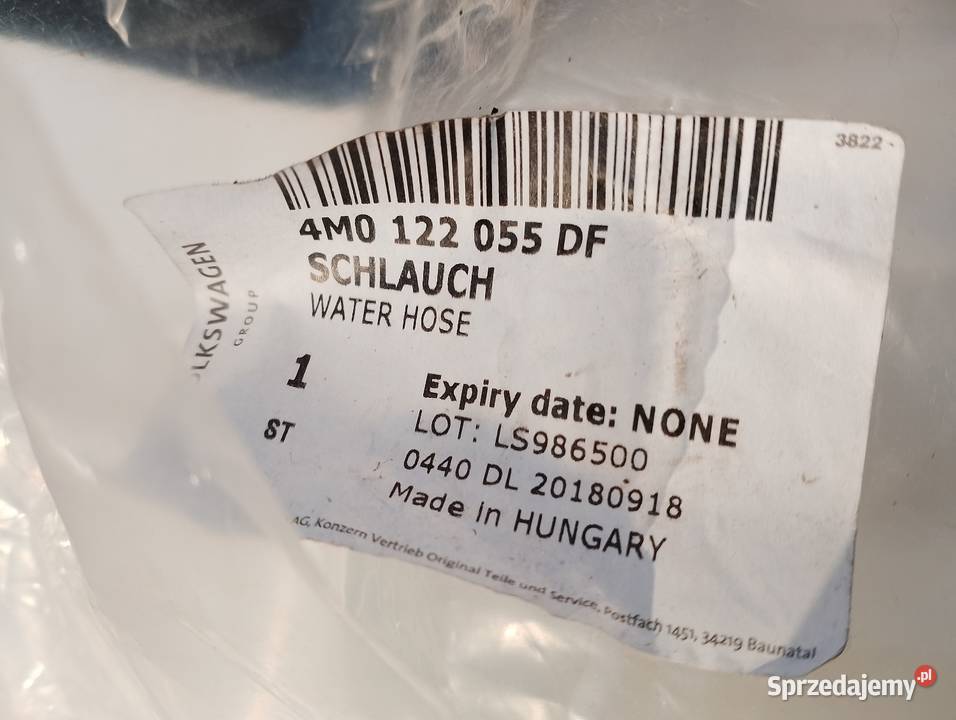 3822
4M0 122 055 DF
SCHLAUCH
WATER HOSE
LKSWAGEN
GROUP
1
ST
Expiry date: NONE
LOT: LS986500
0440 DL 20180918
Made in HUNGARY
AG, Konzern Vertrieb Original Teile und Service, Postfach 1451, 34219 Baunatal
Sprzedajemy.pl